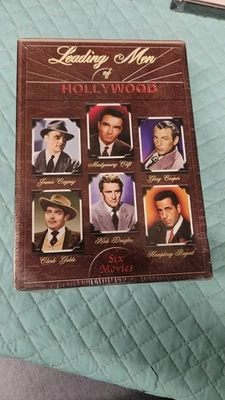 Leading Men
of
HOLLYWOOD
James Cagney
Montgomery Clift
Gary Cooper
Clark Gable
Kirk Douglas
Humphrey Bogart
Six
Movies